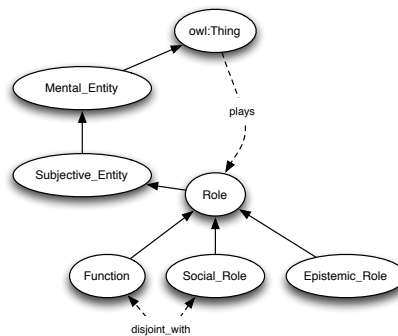 owl:Thing
Mental_Entity
plays
Subjective_Entity
Role
Function
Social_Role
Epistemic_Role
disjoint_with